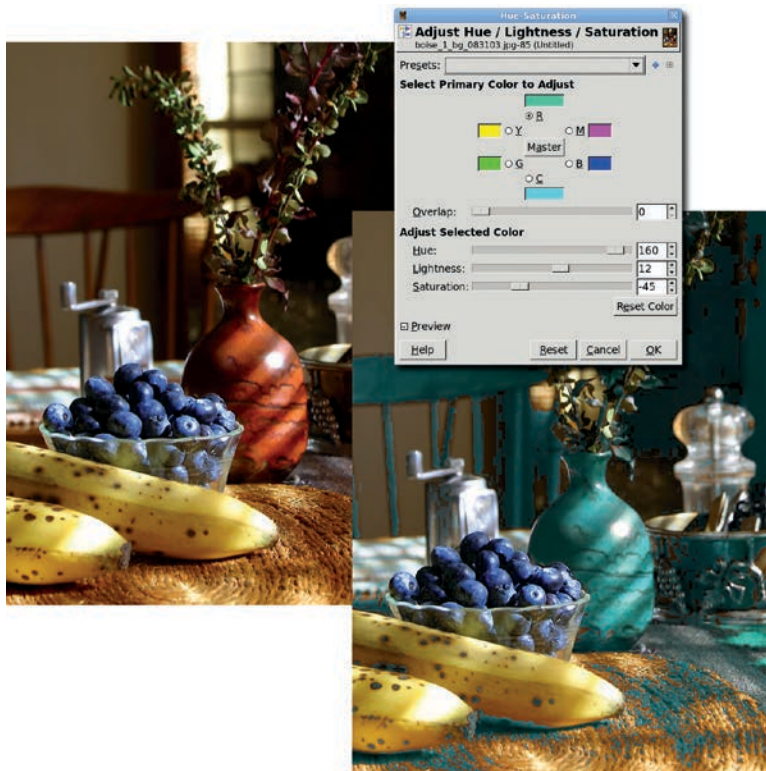 Hue-Saturation
Adjust Hue / Lightness / Saturation
boise_1_bg_083103.jpg-85 (Untitled)
Presets:
Select Primary Color to Adjust
R
Y M
Master
G B
C
Overlap: 0
Adjust Selected Color
Hue: 160
Lightness: 12
Saturation: -45
Reset Color
Preview
Help Reset Cancel OK